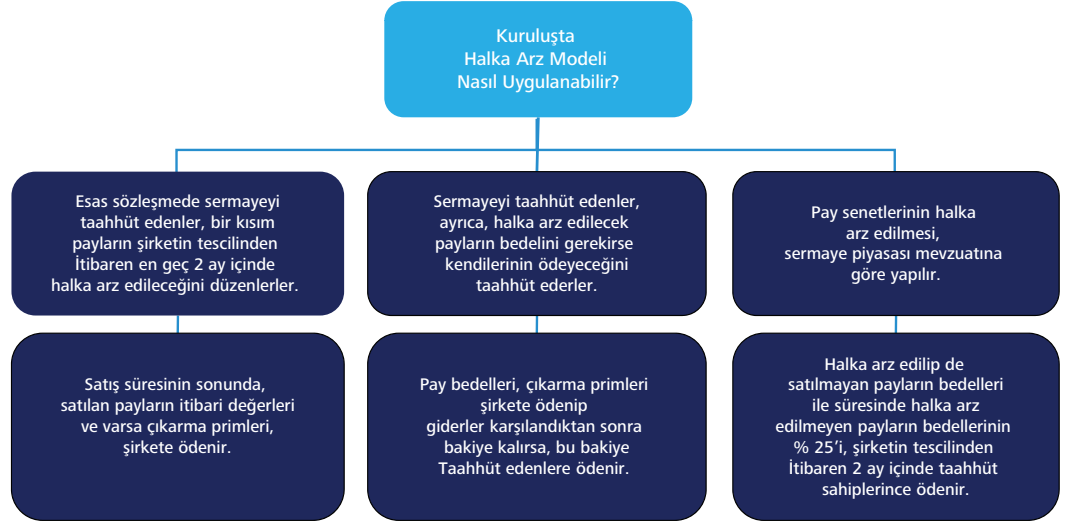 Kuruluşta
Halka Arz Modeli
Nasıl Uygulanabilir?
Esas sözleşmede sermayeyi
taahhüt edenler, bir kısım
payların şirketin tescilinden
İtibaren en geç 2 ay içinde
halka arz edileceğini düzenlerler.
Sermayeyi taahhüt edenler,
ayrıca, halka arz edilecek
payların bedelini gerekirse
kendilerinin ödeyeceğini
taahhüt ederler.
Pay senetlerinin halka
arz edilmesi,
sermaye piyasası mevzuatına
göre yapılır.
Satış süresinin sonunda,
satılan payların itibari değerleri
ve varsa çıkarma primleri,
şirkete ödenir.
Pay bedelleri, çıkarma primleri
şirkete ödenip
giderler karşılandıktan sonra
bakiye kalırsa, bu bakiye
Taahhüt edenlere ödenir.
Halka arz edilip de
satılmayan payların bedelleri
ile süresinde halka arz
edilmeyen payların bedellerinin
% 25’i, şirketin tescilinden
İtibaren 2 ay içinde taahhüt
sahiplerince ödenir.